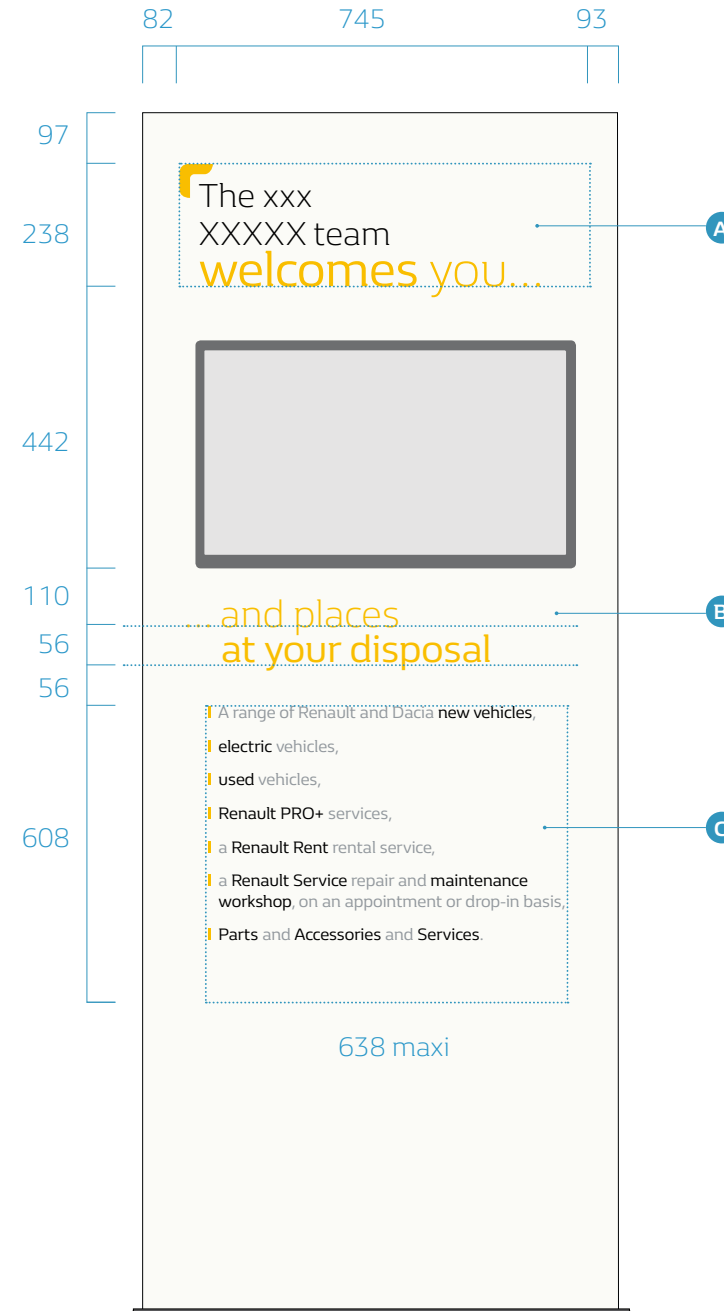 82 745 93
97
The xxx
XXXXX team
welcomes you...
238
A
442
110
... and places
B
56
at your disposal
56
A range of Renault and Dacia new vehicles,
electric vehicles,
used vehicles,
Renault PRO+ services,
608
a Renault Rent rental service,
C
a Renault Service repair and maintenance
workshop, on an appointment or drop-in basis,
Parts and Accessories and Services.
638 maxi